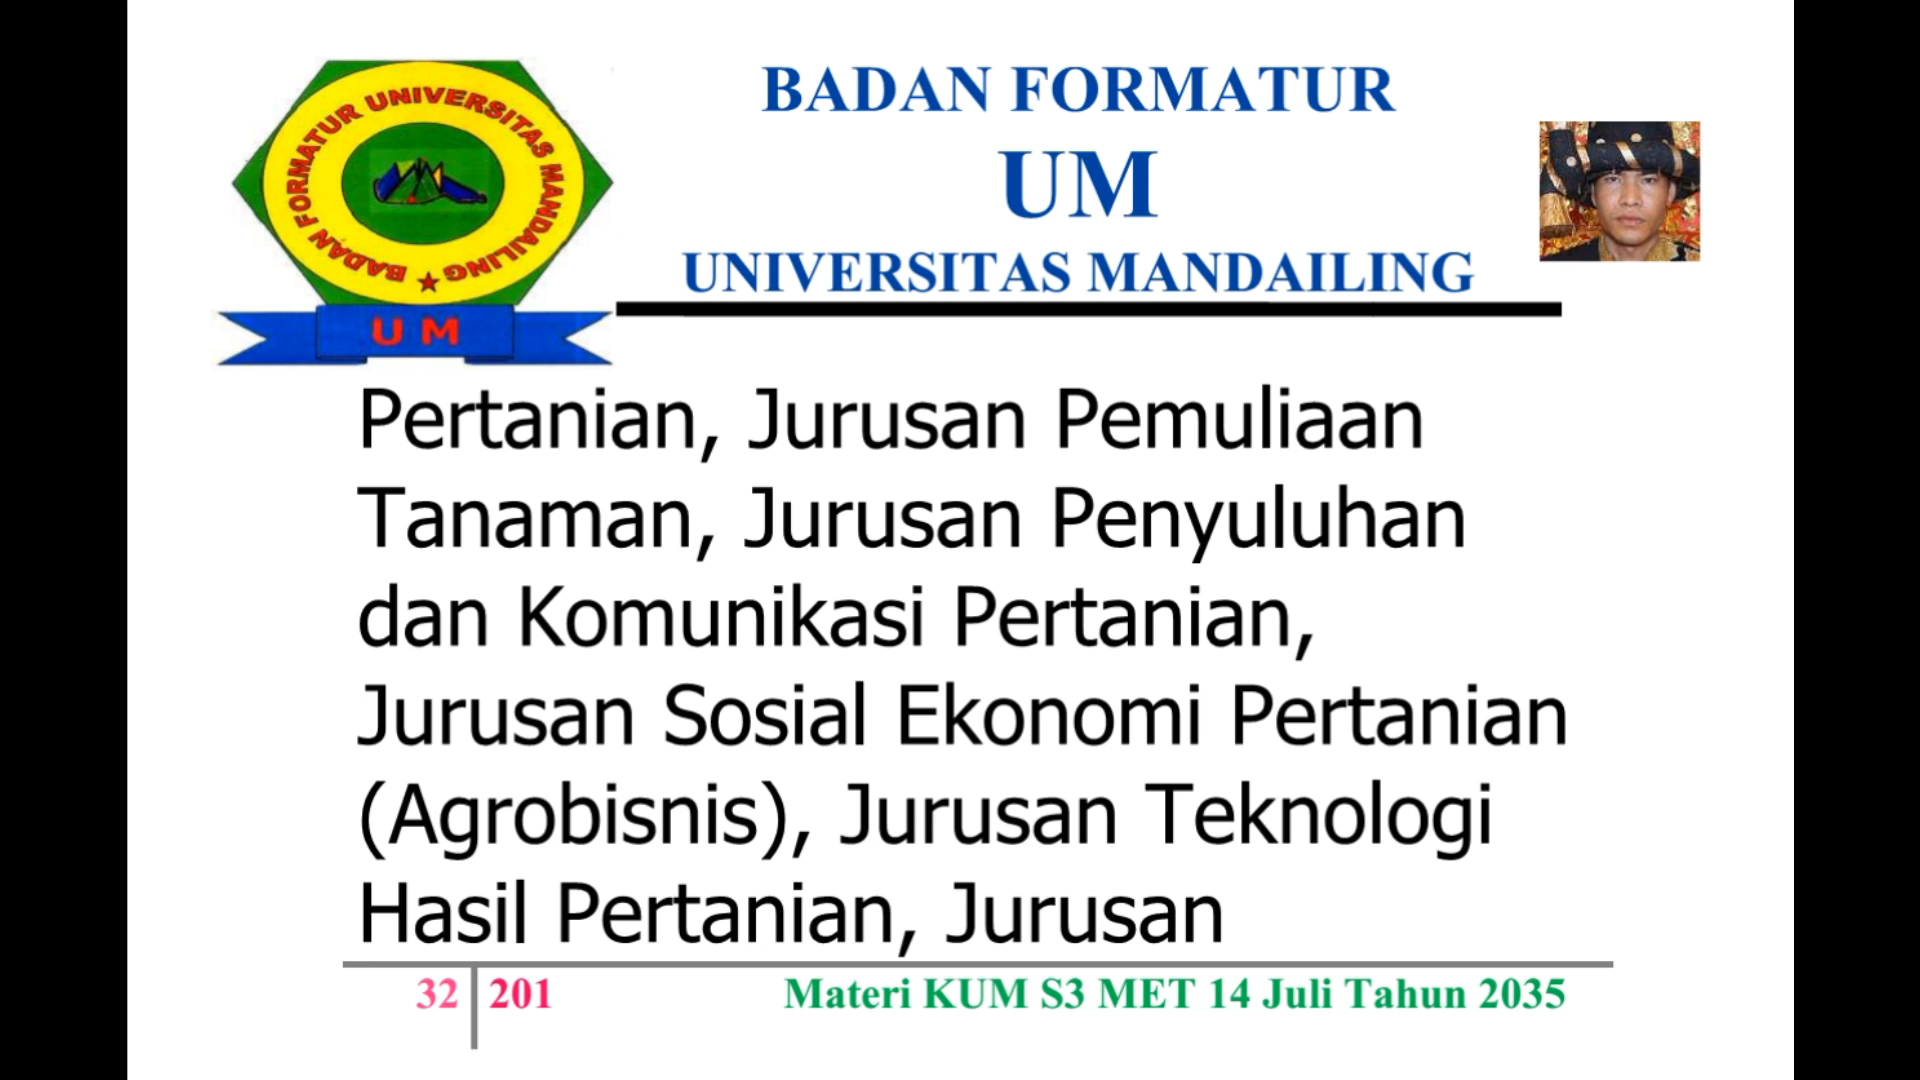 BADAN FORMATUR UNIVERSITAS MANDAILING
U M
BADAN FORMATUR
UM
UNIVERSITAS MANDAILING
Pertanian, Jurusan Pemuliaan
Tanaman, Jurusan Penyuluhan
dan Komunikasi Pertanian,
Jurusan Sosial Ekonomi Pertanian
(Agrobisnis), Jurusan Teknologi
Hasil Pertanian, Jurusan
32 201 Materi KUM S3 MET 14 Juli Tahun 2035